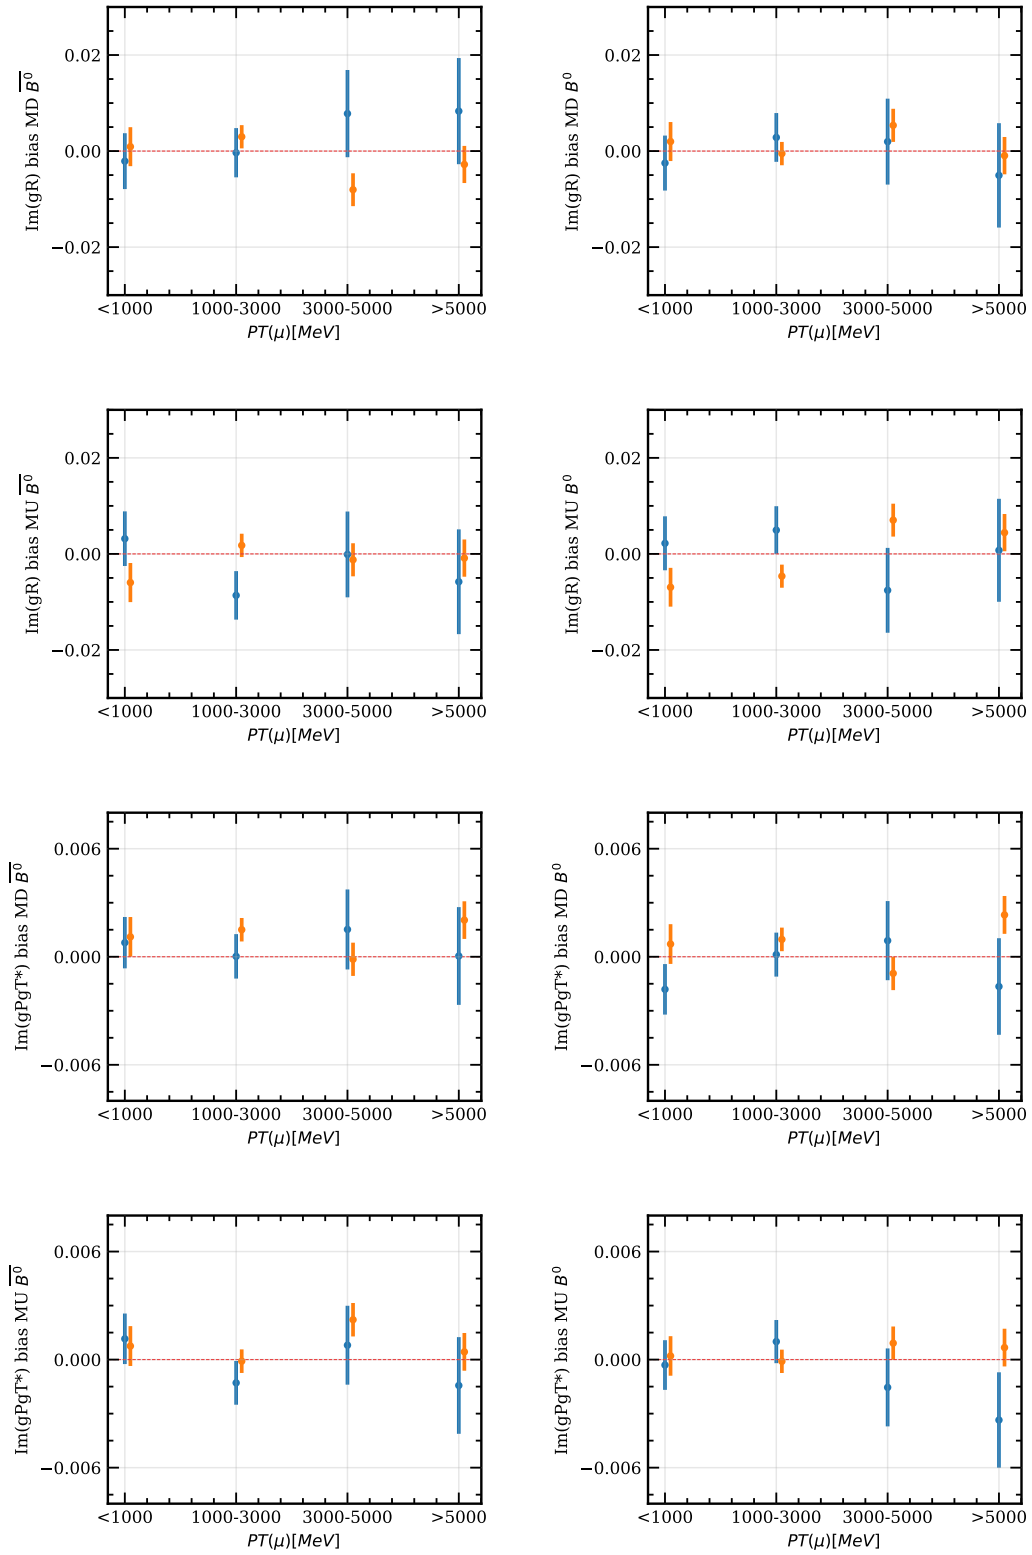 Im(gR) bias MD $\overline{B^0}$
0.02
0.00
−0.02
<1000 1000-3000 3000-5000 >5000
PT(μ)[MeV]
Im(gR) bias MD $B^0$
0.02
0.00
−0.02
<1000 1000-3000 3000-5000 >5000
PT(μ)[MeV]
Im(gR) bias MU $\overline{B^0}$
0.02
0.00
−0.02
<1000 1000-3000 3000-5000 >5000
PT(μ)[MeV]
Im(gR) bias MU $B^0$
0.02
0.00
−0.02
<1000 1000-3000 3000-5000 >5000
PT(μ)[MeV]
Im(gPgT*) bias MD $\overline{B^0}$
0.006
0.000
−0.006
<1000 1000-3000 3000-5000 >5000
PT(μ)[MeV]
Im(gPgT*) bias MD $B^0$
0.006
0.000
−0.006
<1000 1000-3000 3000-5000 >5000
PT(μ)[MeV]
Im(gPgT*) bias MU $\overline{B^0}$
0.006
0.000
−0.006
<1000 1000-3000 3000-5000 >5000
PT(μ)[MeV]
Im(gPgT*) bias MU $B^0$
0.006
0.000
−0.006
<1000 1000-3000 3000-5000 >5000
PT(μ)[MeV]